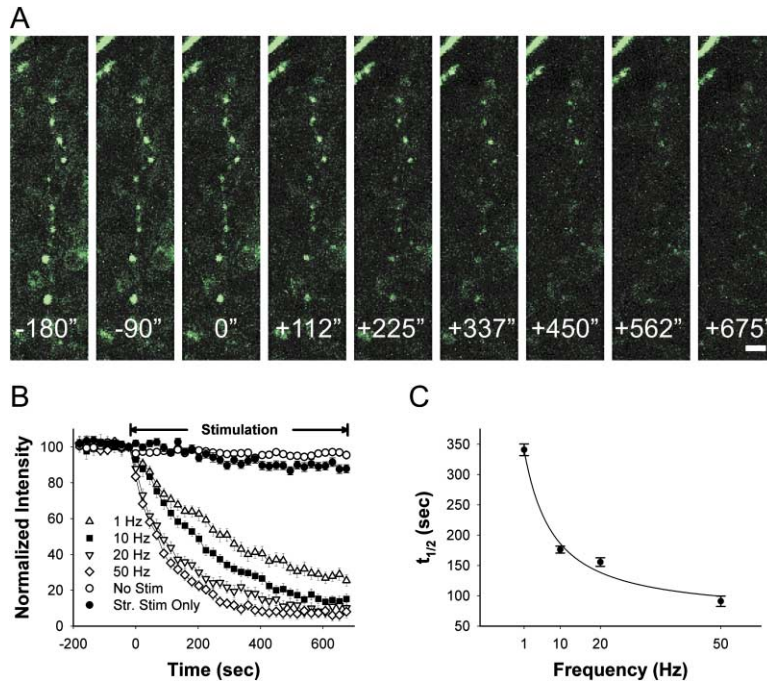 A
-180” -90” 0” +112” +225” +337” +450” +562” +675”
B
Stimulation
Normalized Intensity
100
80
60
40
20
0
1 Hz
10 Hz
20 Hz
50 Hz
No Stim
Str. Stim Only
-200 0 200 400 600
Time (sec)
C
t1/2 (sec)
350
300
250
200
150
100
50
1 10 20 50
Frequency (Hz)